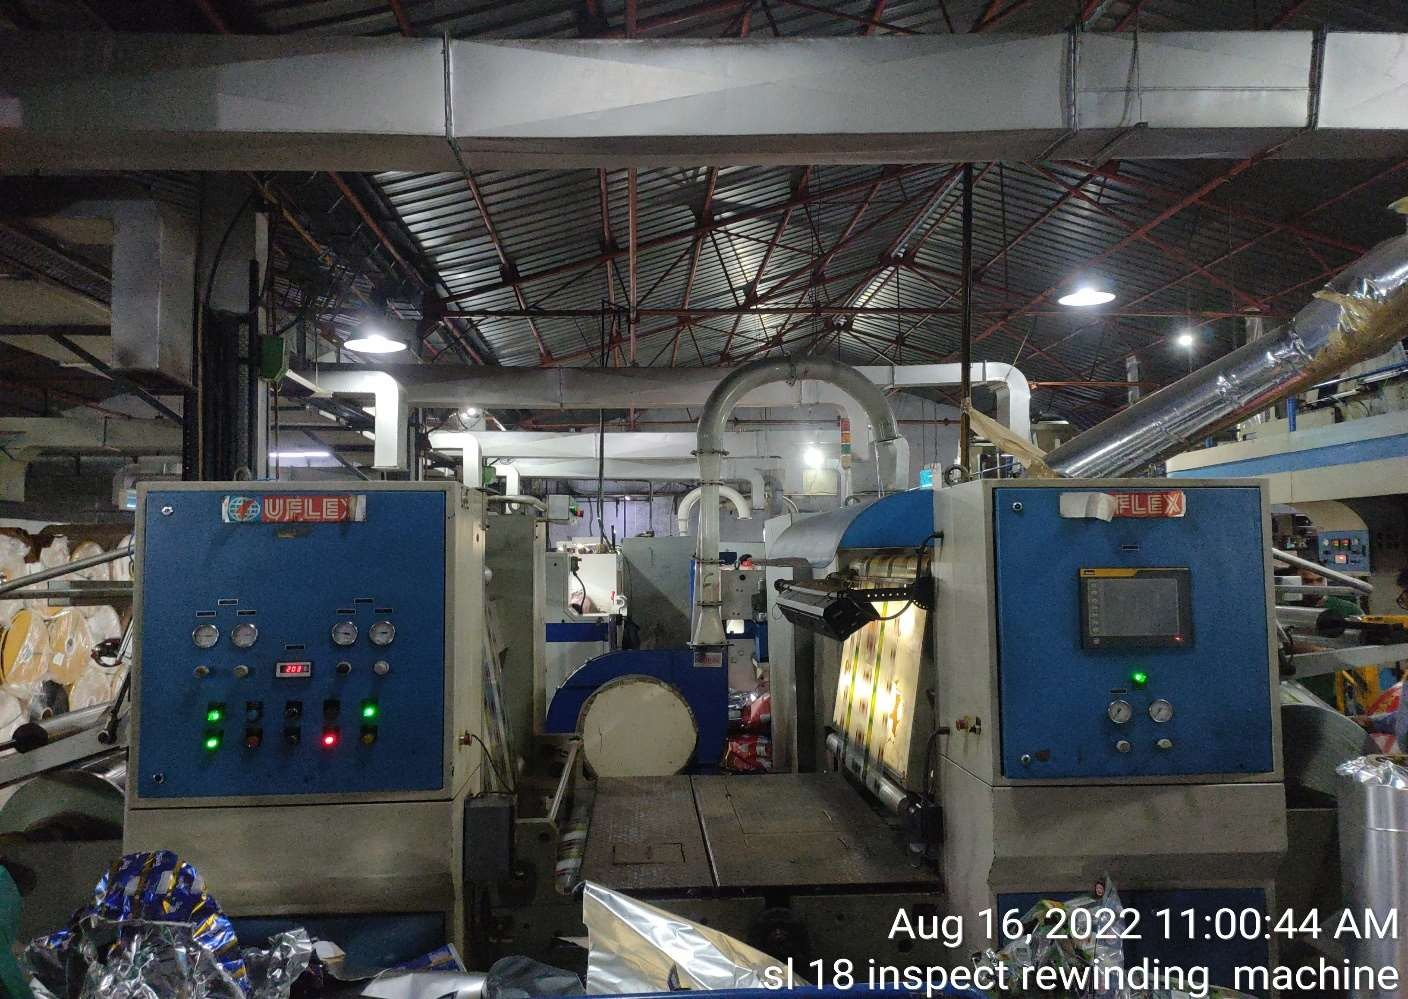 UFLEX
FLEX
203
Aug 16, 2022 11:00:44 AM
sl 18 inspect rewinding machine